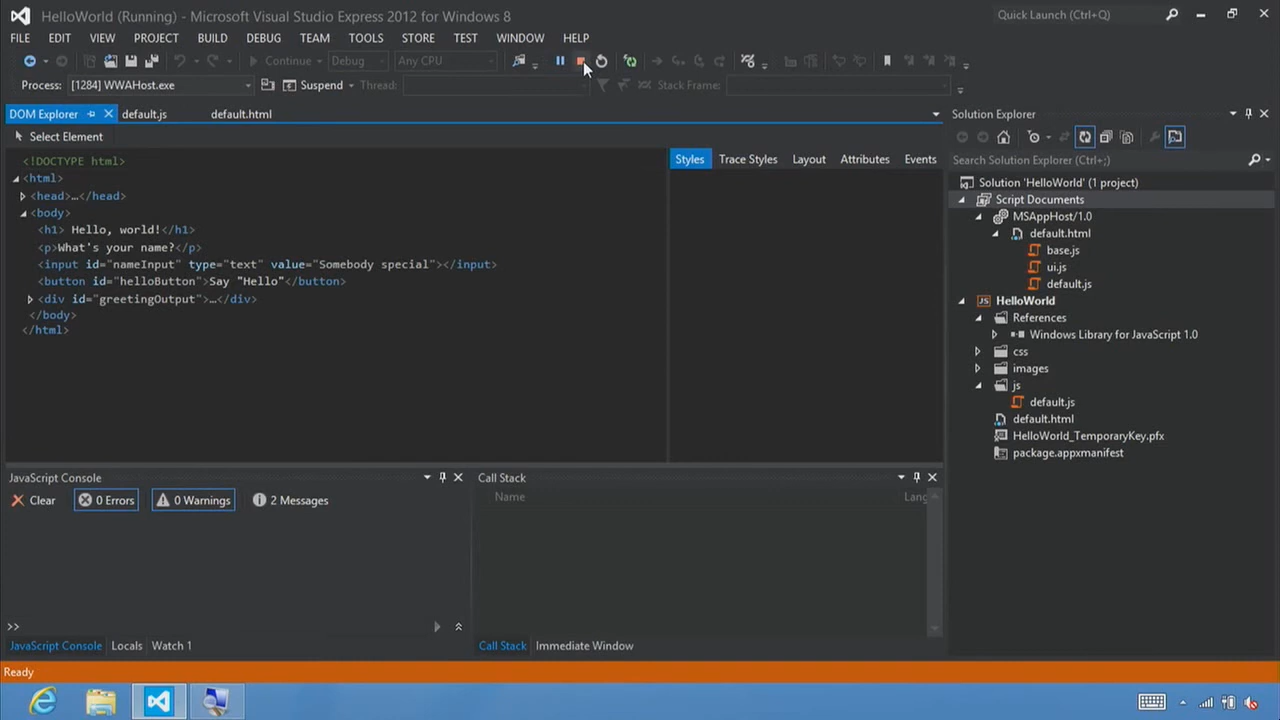 HelloWorld (Running) - Microsoft Visual Studio Express 2012 for Windows 8
Quick Launch (Ctrl+Q)
FILE EDIT VIEW PROJECT BUILD DEBUG TEAM TOOLS STORE TEST WINDOW HELP
Continue Debug Any CPU
Process: [1284] WWAHost.exe Suspend Thread: Stack Frame:
DOM Explorer default.js default.html
Select Element
<!DOCTYPE html>
<html>
<head>…</head>
<body>
<h1> Hello, world!</h1>
<p>What's your name?</p>
<input id="nameInput" type="text" value="Somebody special"></input>
<button id="helloButton">Say "Hello"</button>
<div id="greetingOutput">…</div>
</body>
</html>
Styles Trace Styles Layout Attributes Events
Solution Explorer
Search Solution Explorer (Ctrl+;)
Solution 'HelloWorld' (1 project)
Script Documents
MSAppHost/1.0
default.html
base.js
ui.js
default.js
JS HelloWorld
References
Windows Library for JavaScript 1.0
css
images
js
default.js
default.html
HelloWorld_TemporaryKey.pfx
package.appxmanifest
JavaScript Console
Clear 0 Errors 0 Warnings 2 Messages
>>
JavaScript Console Locals Watch 1
Call Stack
Name Lang
Call Stack Immediate Window
Ready